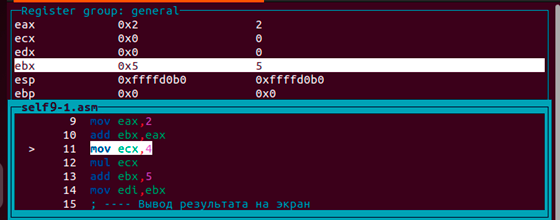 Register group: general
eax 0x2 2
ecx 0x0 0
edx 0x0 0
ebx 0x5 5
esp 0xffffd0b0 0xffffd0b0
ebp 0x0 0x0
self9-1.asm
9 mov eax,2
10 add ebx,eax
> 11 mov ecx,4
12 mul ecx
13 add ebx,5
14 mov edi,ebx
15 ; ---- Вывод результата на экран